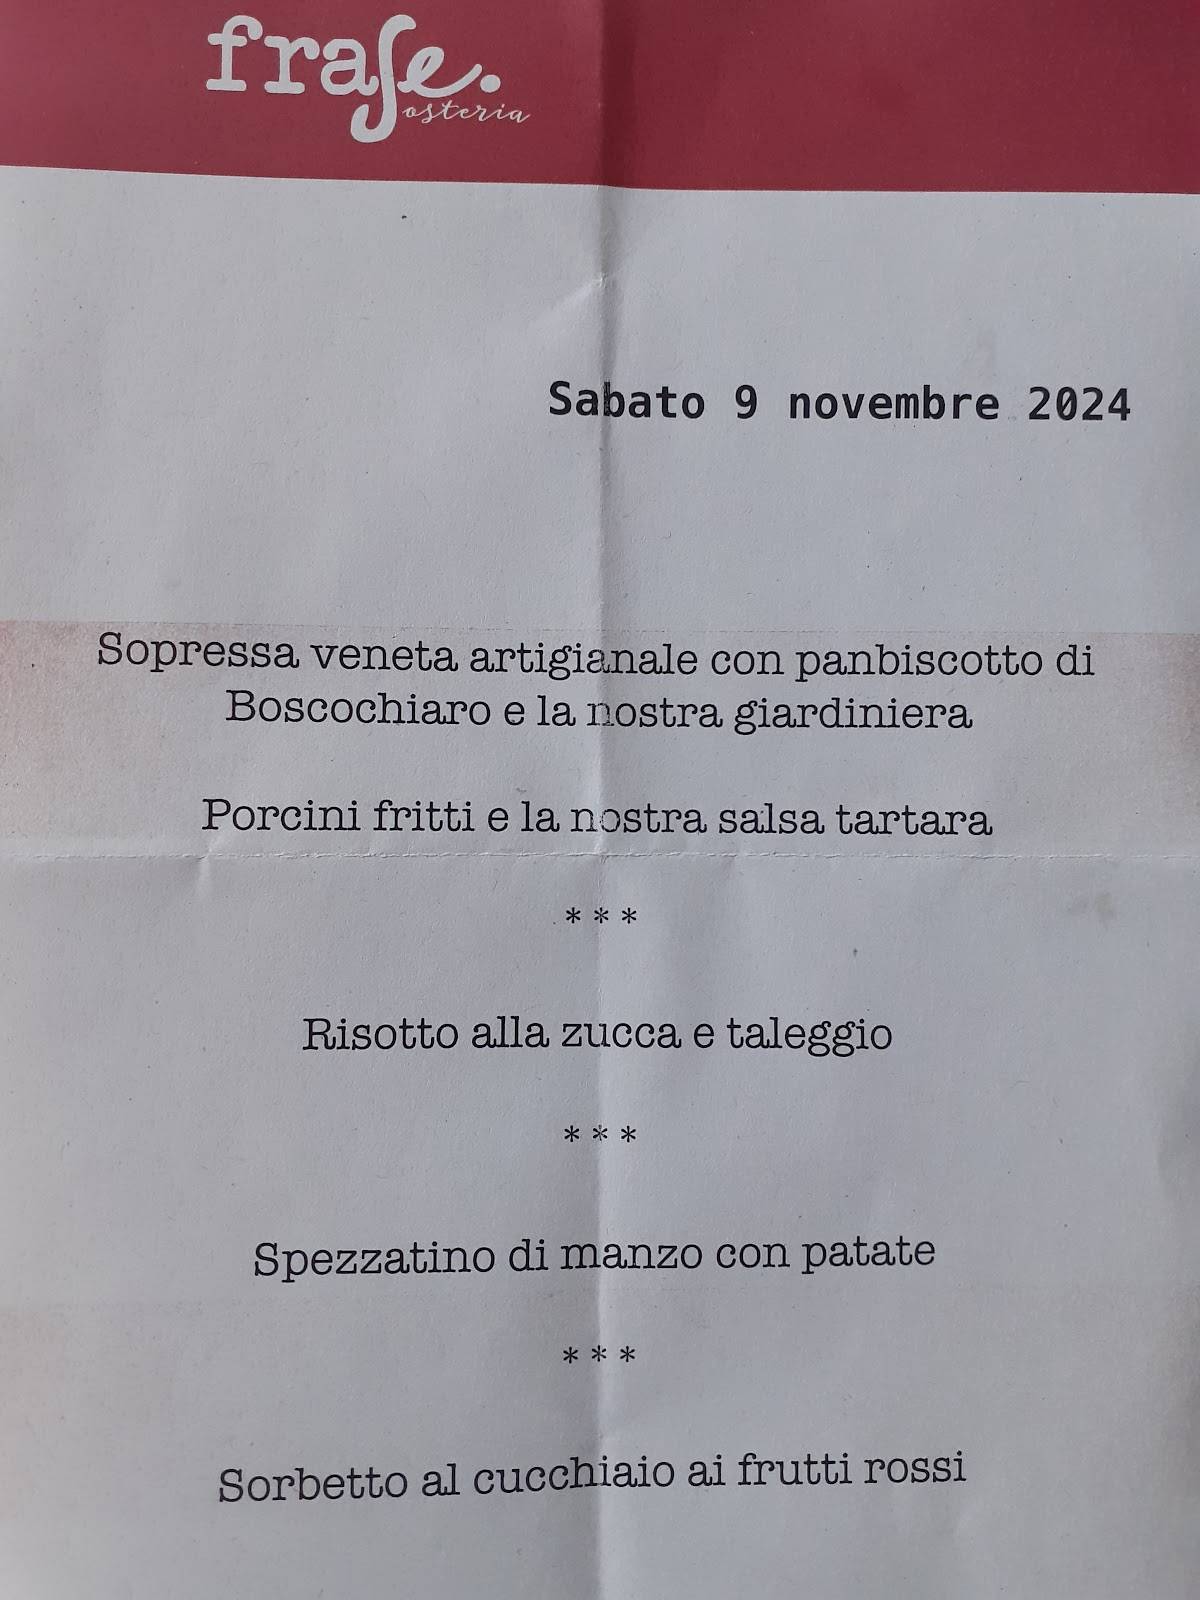 frase.
osteria
Sabato 9 novembre 2024
Sopressa veneta artigianale con panbiscotto di
Boscochiaro e la nostra giardiniera
Porcini fritti e la nostra salsa tartara
***
Risotto alla zucca e taleggio
***
Spezzatino di manzo con patate
***
Sorbetto al cucchiaio ai frutti rossi